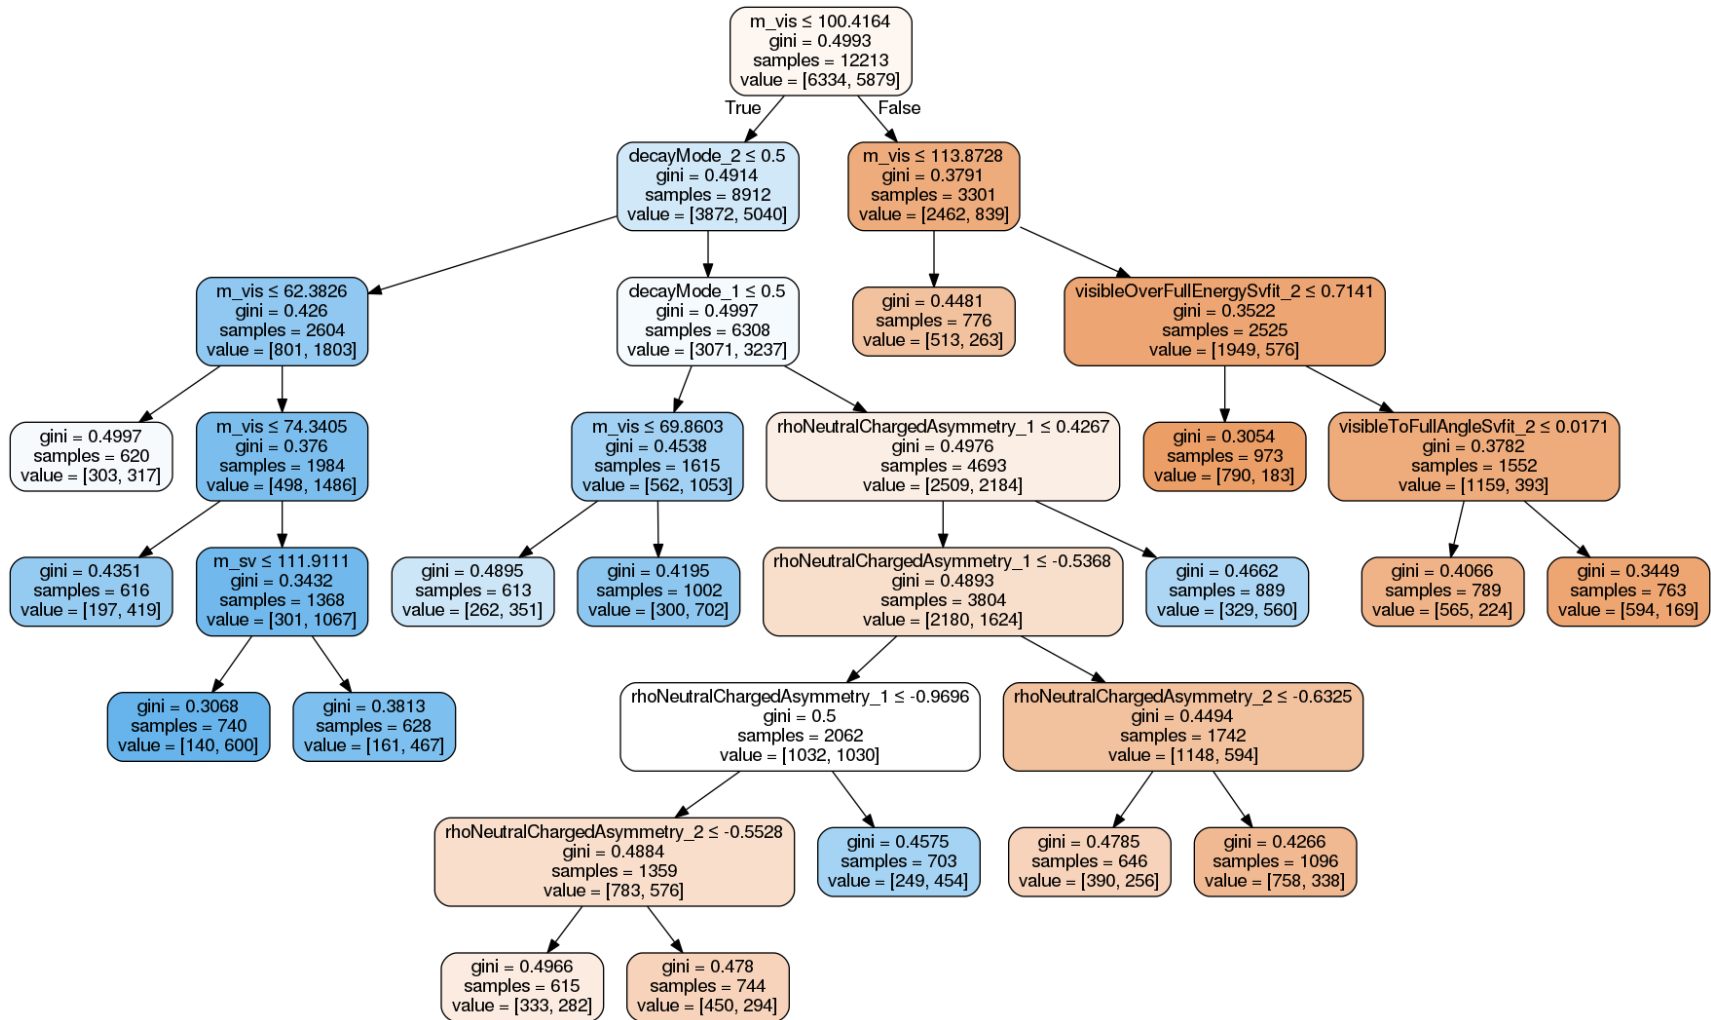 m_vis ≤ 100.4164
gini = 0.4993
samples = 12213
value = [6334, 5879]
True
False
decayMode_2 ≤ 0.5
gini = 0.4914
samples = 8912
value = [3872, 5040]
m_vis ≤ 113.8728
gini = 0.3791
samples = 3301
value = [2462, 839]
m_vis ≤ 62.3826
gini = 0.426
samples = 2604
value = [801, 1803]
decayMode_1 ≤ 0.5
gini = 0.4997
samples = 6308
value = [3071, 3237]
gini = 0.4481
samples = 776
value = [513, 263]
visibleOverFullEnergySvfit_2 ≤ 0.7141
gini = 0.3522
samples = 2525
value = [1949, 576]
gini = 0.4997
samples = 620
value = [303, 317]
m_vis ≤ 74.3405
gini = 0.376
samples = 1984
value = [498, 1486]
m_vis ≤ 69.8603
gini = 0.4538
samples = 1615
value = [562, 1053]
rhoNeutralChargedAsymmetry_1 ≤ 0.4267
gini = 0.4976
samples = 4693
value = [2509, 2184]
gini = 0.3054
samples = 973
value = [790, 183]
visibleToFullAngleSvfit_2 ≤ 0.0171
gini = 0.3782
samples = 1552
value = [1159, 393]
gini = 0.4351
samples = 616
value = [197, 419]
m_sv ≤ 111.9111
gini = 0.3432
samples = 1368
value = [301, 1067]
gini = 0.4895
samples = 613
value = [262, 351]
gini = 0.4195
samples = 1002
value = [300, 702]
rhoNeutralChargedAsymmetry_1 ≤ -0.5368
gini = 0.4893
samples = 3804
value = [2180, 1624]
gini = 0.4662
samples = 889
value = [329, 560]
gini = 0.4066
samples = 789
value = [565, 224]
gini = 0.3449
samples = 763
value = [594, 169]
gini = 0.3068
samples = 740
value = [140, 600]
gini = 0.3813
samples = 628
value = [161, 467]
rhoNeutralChargedAsymmetry_1 ≤ -0.9696
gini = 0.5
samples = 2062
value = [1032, 1030]
rhoNeutralChargedAsymmetry_2 ≤ -0.6325
gini = 0.4494
samples = 1742
value = [1148, 594]
rhoNeutralChargedAsymmetry_2 ≤ -0.5528
gini = 0.4884
samples = 1359
value = [783, 576]
gini = 0.4575
samples = 703
value = [249, 454]
gini = 0.4785
samples = 646
value = [390, 256]
gini = 0.4266
samples = 1096
value = [758, 338]
gini = 0.4966
samples = 615
value = [333, 282]
gini = 0.478
samples = 744
value = [450, 294]